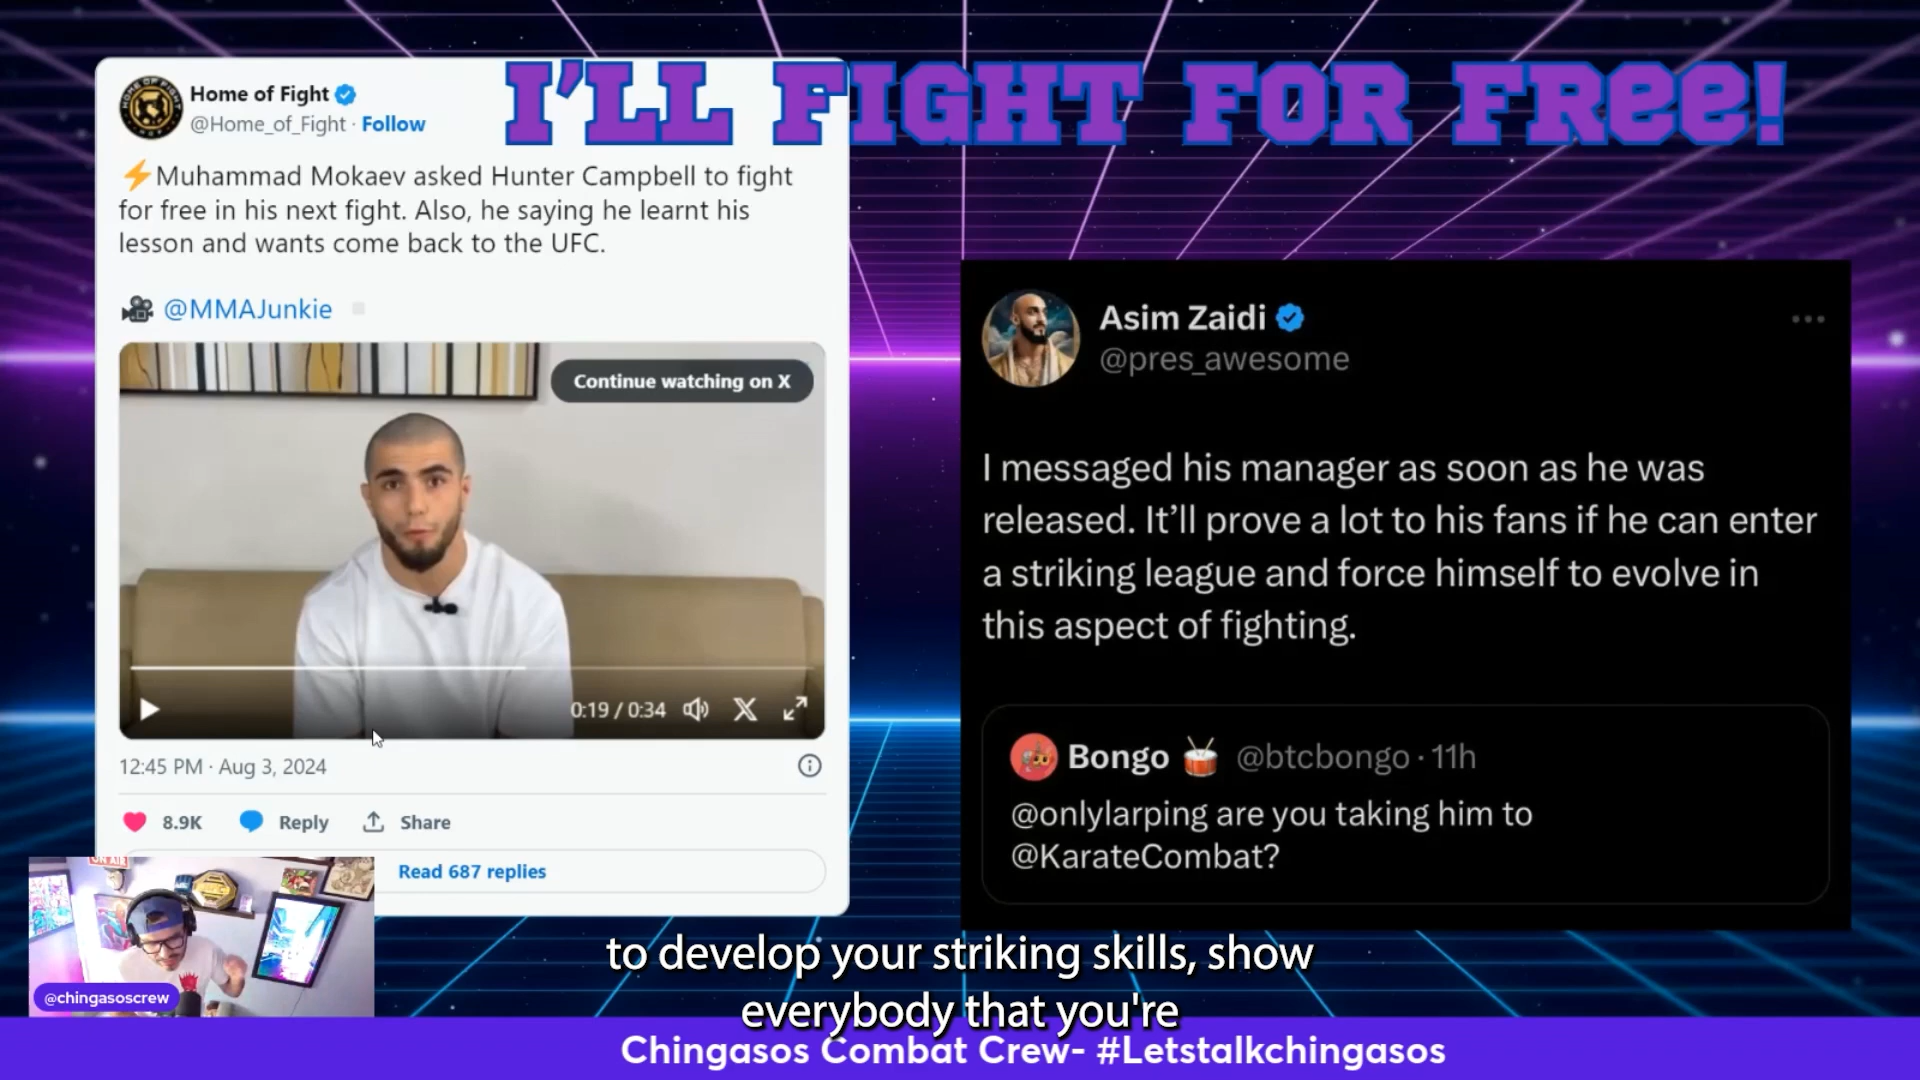 I'LL FIGHT FOR FREE!
Home of Fight
@Home_of_Fight · Follow
⚡Muhammad Mokaev asked Hunter Campbell to fight
for free in his next fight. Also, he saying he learnt his
lesson and wants come back to the UFC.
🎥 @MMAJunkie
Continue watching on X
0:19 / 0:34
12:45 PM · Aug 3, 2024
8.9K Reply Share
Read 687 replies
Asim Zaidi
@pres_awesome
I messaged his manager as soon as he was
released. It’ll prove a lot to his fans if he can enter
a striking league and force himself to evolve in
this aspect of fighting.
Bongo 🥁 @btcbongo · 11h
@onlylarping are you taking him to
@KarateCombat?
ON AIR
@chingasoscrew
to develop your striking skills, show
everybody that you're
Chingasos Combat Crew- #Letstalkchingasos